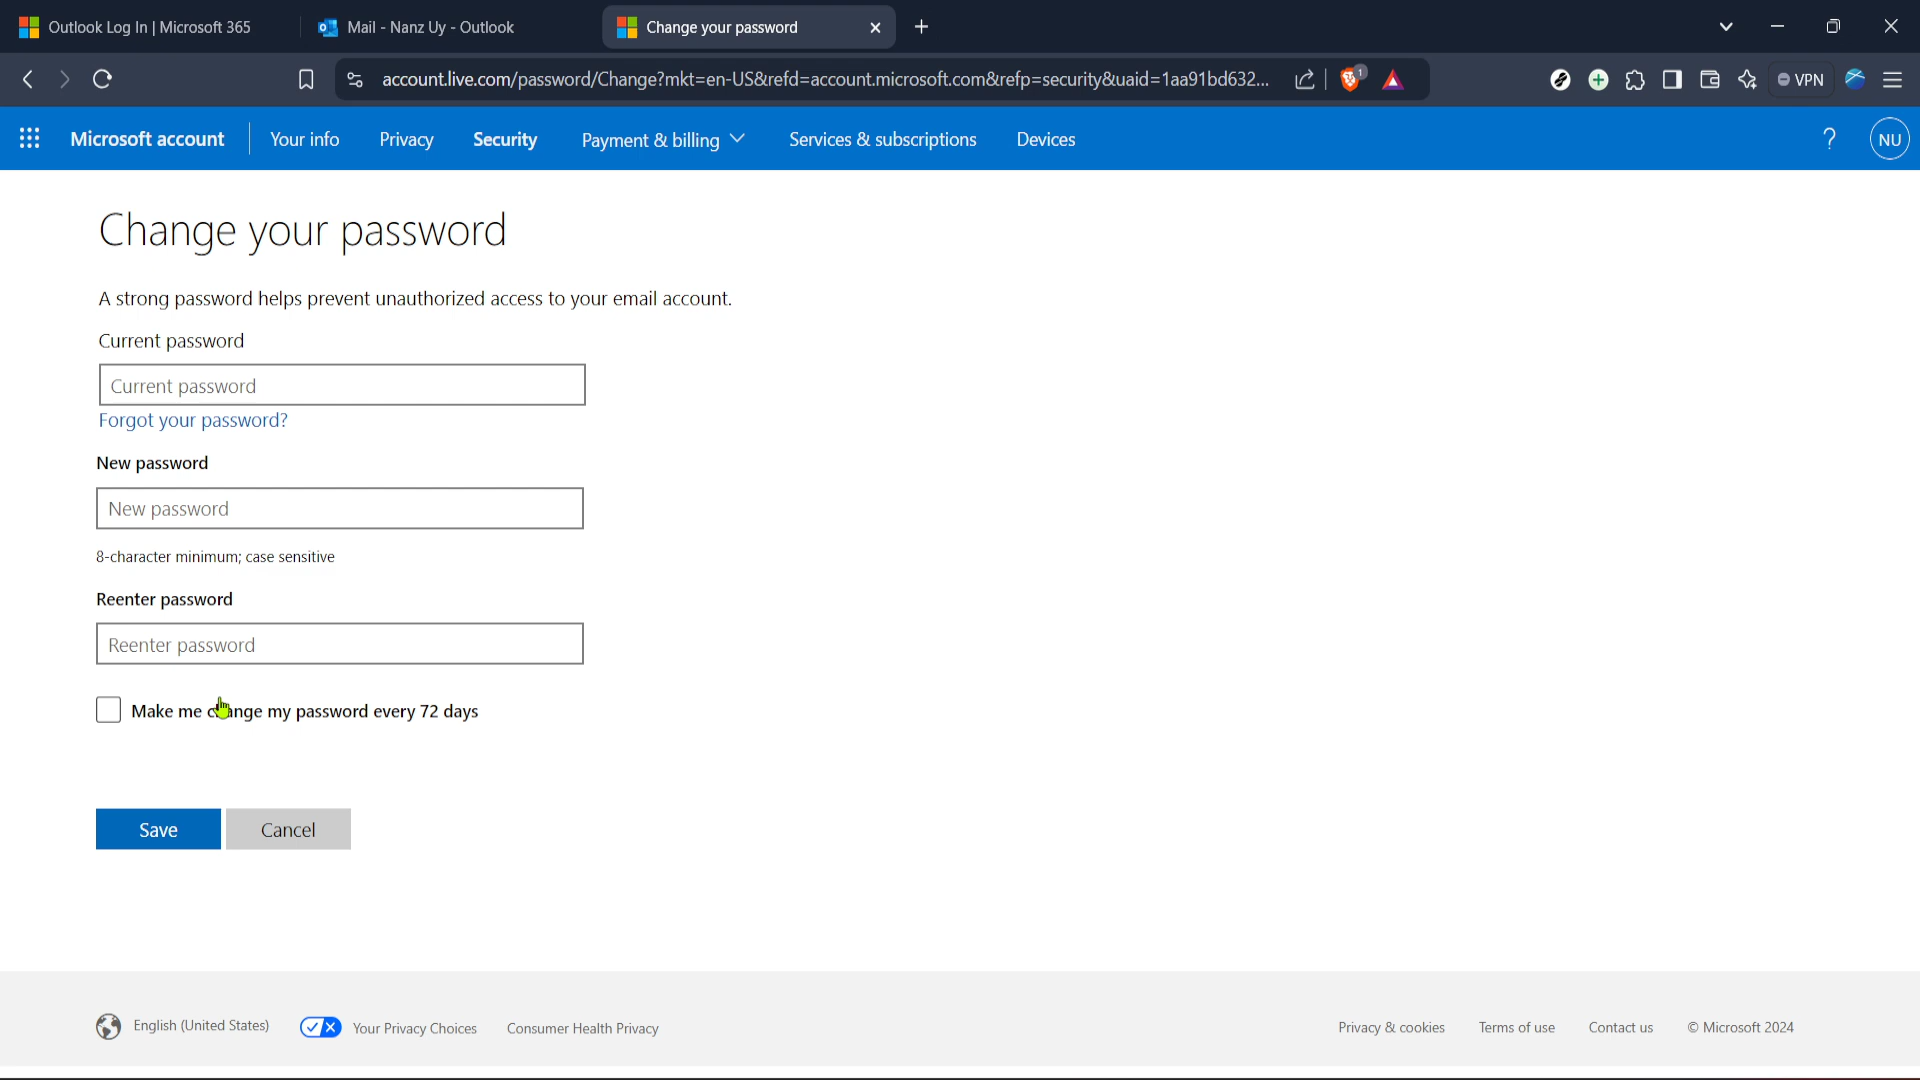 Outlook Log In | Microsoft 365
Mail - Nanz Uy - Outlook
Change your password
account.live.com/password/Change?mkt=en-US&refd=account.microsoft.com&refp=security&uaid=1aa91bd632...
1
VPN
Microsoft account
Your info
Privacy
Security
Payment & billing
Services & subscriptions
Devices
?
NU
Change your password
A strong password helps prevent unauthorized access to your email account.
Current password
Current password
Forgot your password?
New password
New password
8-character minimum; case sensitive
Reenter password
Reenter password
Make me change my password every 72 days
Save
Cancel
English (United States)
Your Privacy Choices
Consumer Health Privacy
Privacy & cookies
Terms of use
Contact us
© Microsoft 2024